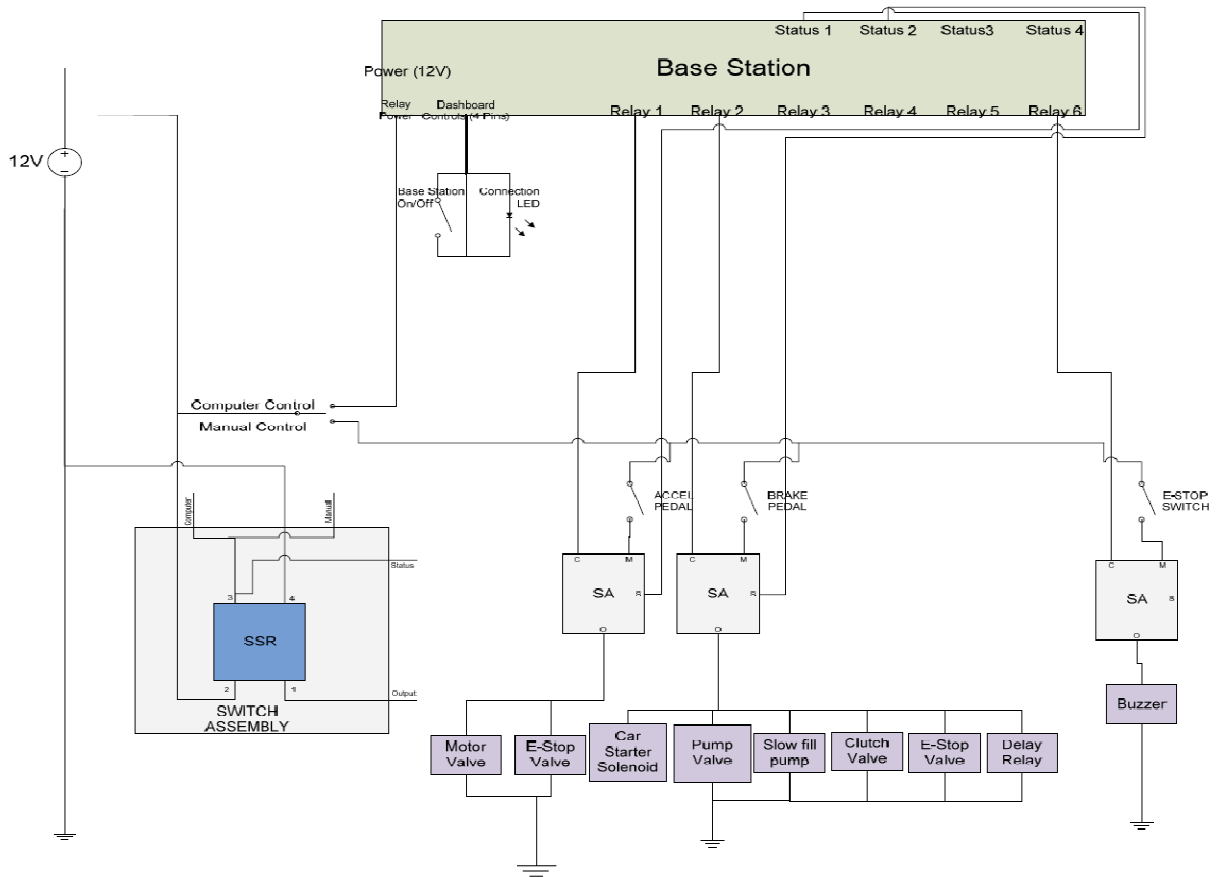 Status 1
Status 2
Status3
Status 4
Power (12V)
Base Station
Relay
Power
Dashboard
Controls (4 Pins)
Relay 1
Relay 2
Relay 3
Relay 4
Relay 5
Relay 6
12V
Base Station
On/Off
Connection
LED
Computer Control
Manual Control
Computer
Manual
ACCEL
PEDAL
BRAKE
PEDAL
E-STOP
SWITCH
Status
3
4
SSR
2
1
Output
SWITCH
ASSEMBLY
C
M
SA
S
O
C
M
SA
S
O
C
M
SA
S
O
Buzzer
Motor
Valve
E-Stop
Valve
Car
Starter
Solenoid
Pump
Valve
Slow fill
pump
Clutch
Valve
E-Stop
Valve
Delay
Relay